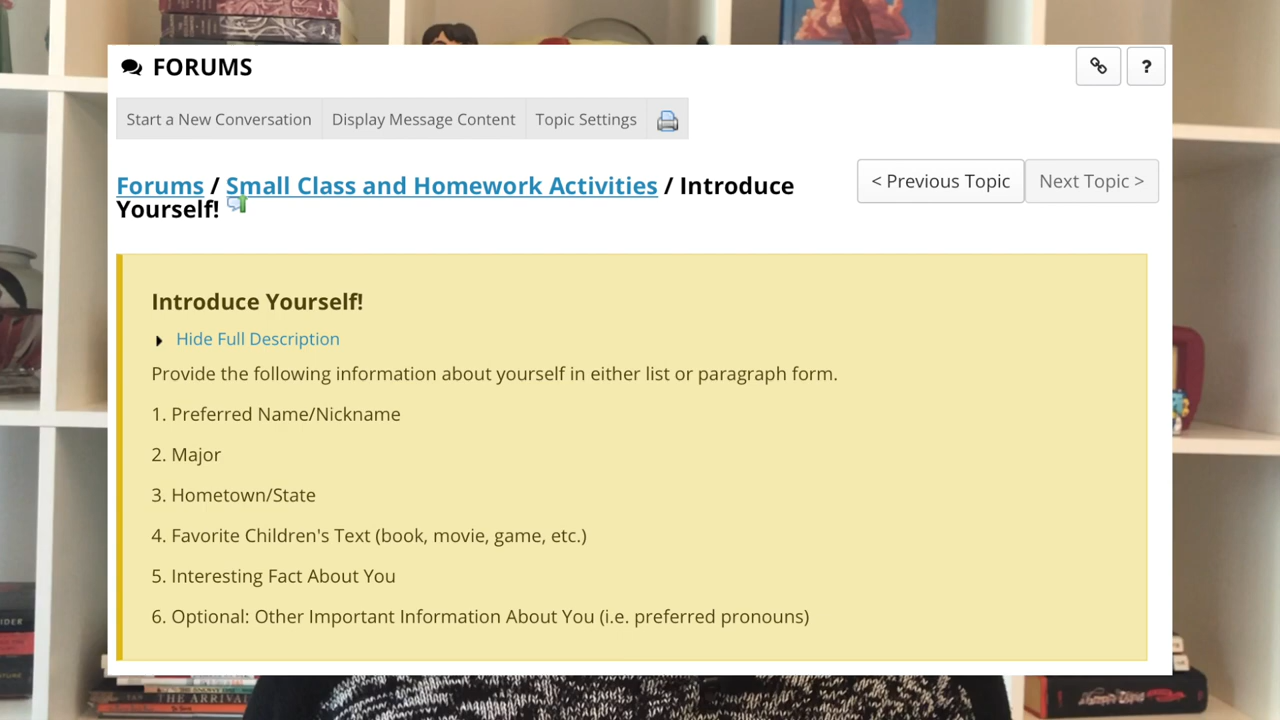 FORUMS
?
Start a New Conversation
Display Message Content
Topic Settings
Forums / Small Class and Homework Activities / Introduce
Yourself!
< Previous Topic
Next Topic >
Introduce Yourself!
Hide Full Description
Provide the following information about yourself in either list or paragraph form.
1. Preferred Name/Nickname
2. Major
3. Hometown/State
4. Favorite Children's Text (book, movie, game, etc.)
5. Interesting Fact About You
6. Optional: Other Important Information About You (i.e. preferred pronouns)
THE ARRIVAL